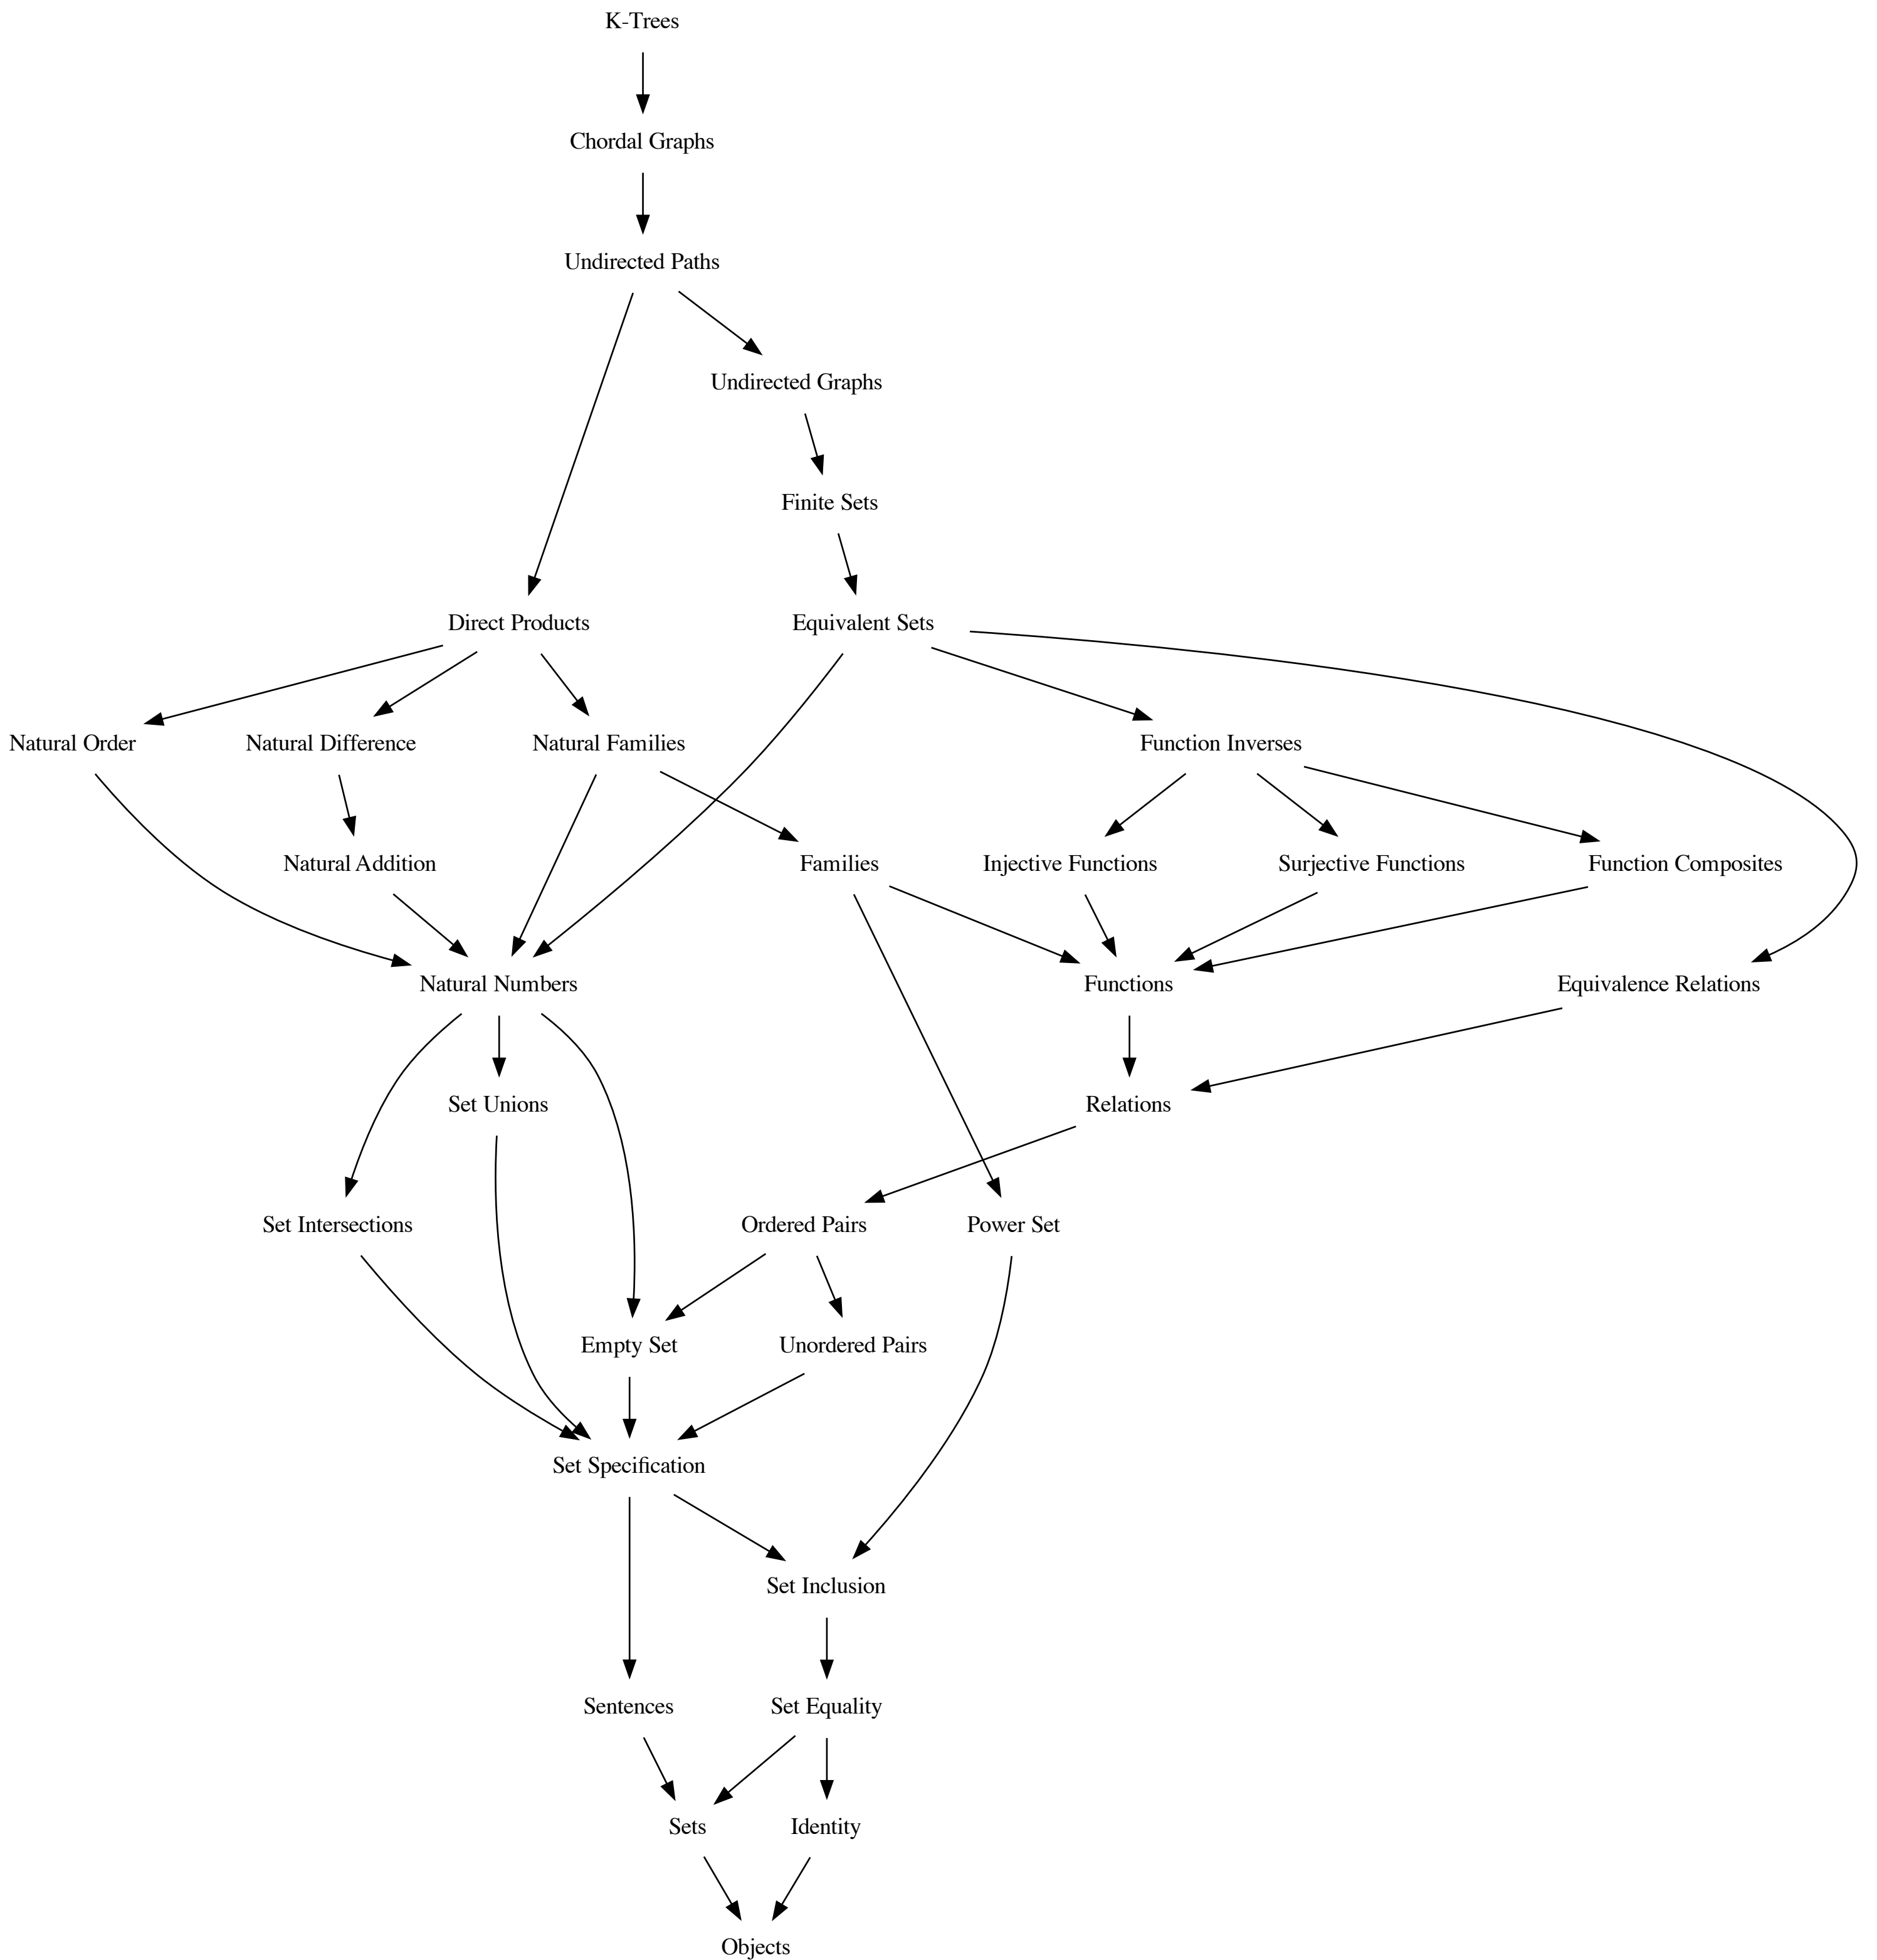 K-Trees
Chordal Graphs
Undirected Paths
Undirected Graphs
Finite Sets
Direct Products
Equivalent Sets
Natural Order
Natural Difference
Natural Families
Function Inverses
Natural Addition
Families
Injective Functions
Surjective Functions
Function Composites
Natural Numbers
Functions
Equivalence Relations
Set Unions
Relations
Set Intersections
Ordered Pairs
Power Set
Empty Set
Unordered Pairs
Set Specification
Set Inclusion
Sentences
Set Equality
Sets
Identity
Objects